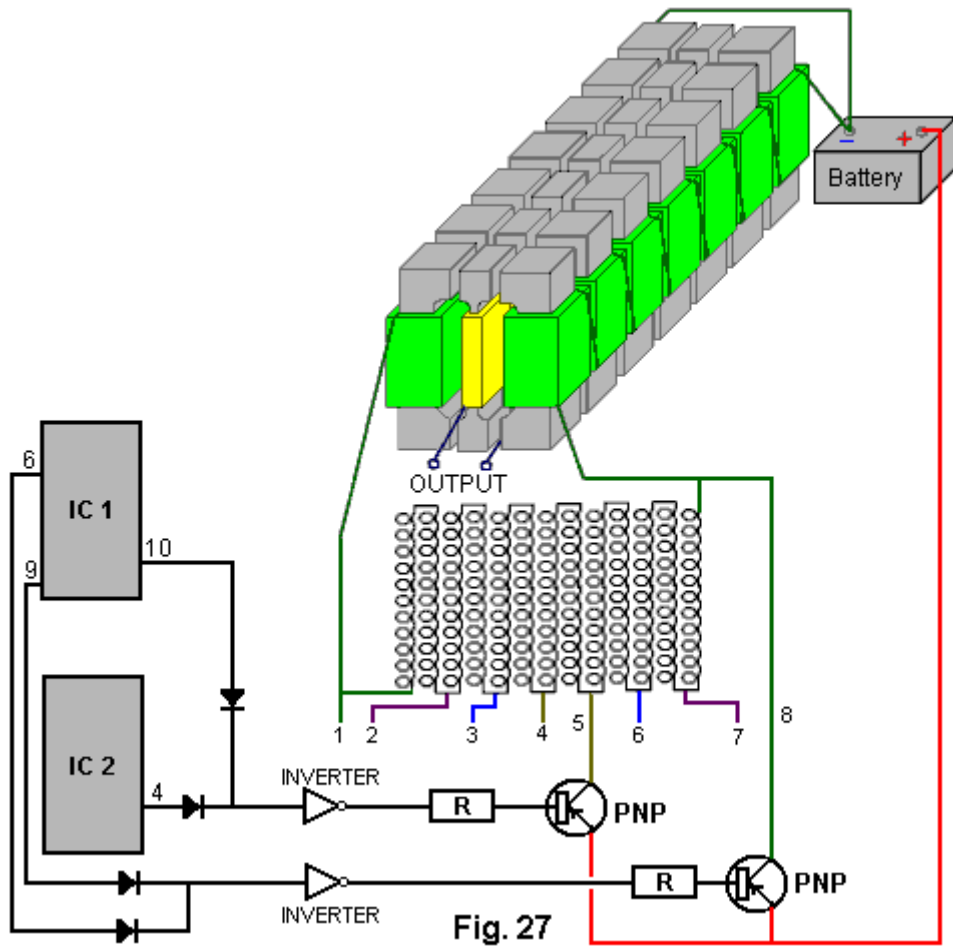 − +
Battery
6
IC 1
10
9
OUTPUT
1 2 3 4 5 6 7 8
IC 2
4
INVERTER
R
PNP
R
PNP
INVERTER
Fig. 27